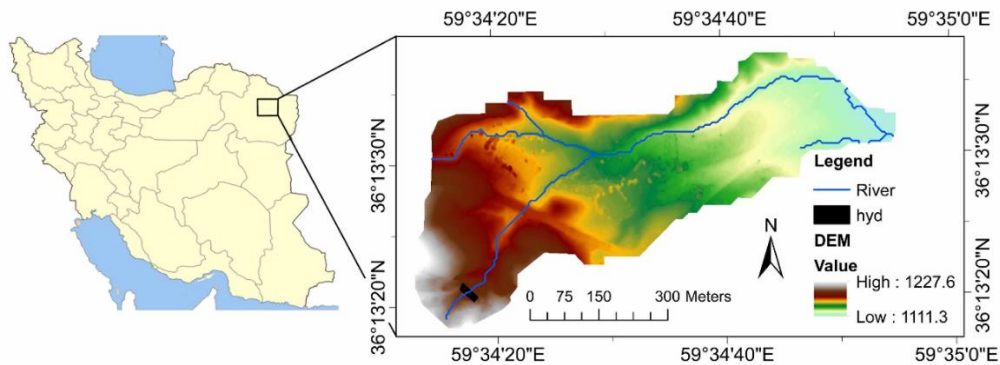 59°34'20"E 59°34'40"E 59°35'0"E
36°13'30"N
36°13'30"N
Legend
River
hyd
N
DEM
Value
High : 1227.6
Low : 1111.3
0 75 150 300 Meters
36°13'20"N
36°13'20"N
59°34'20"E 59°34'40"E 59°35'0"E